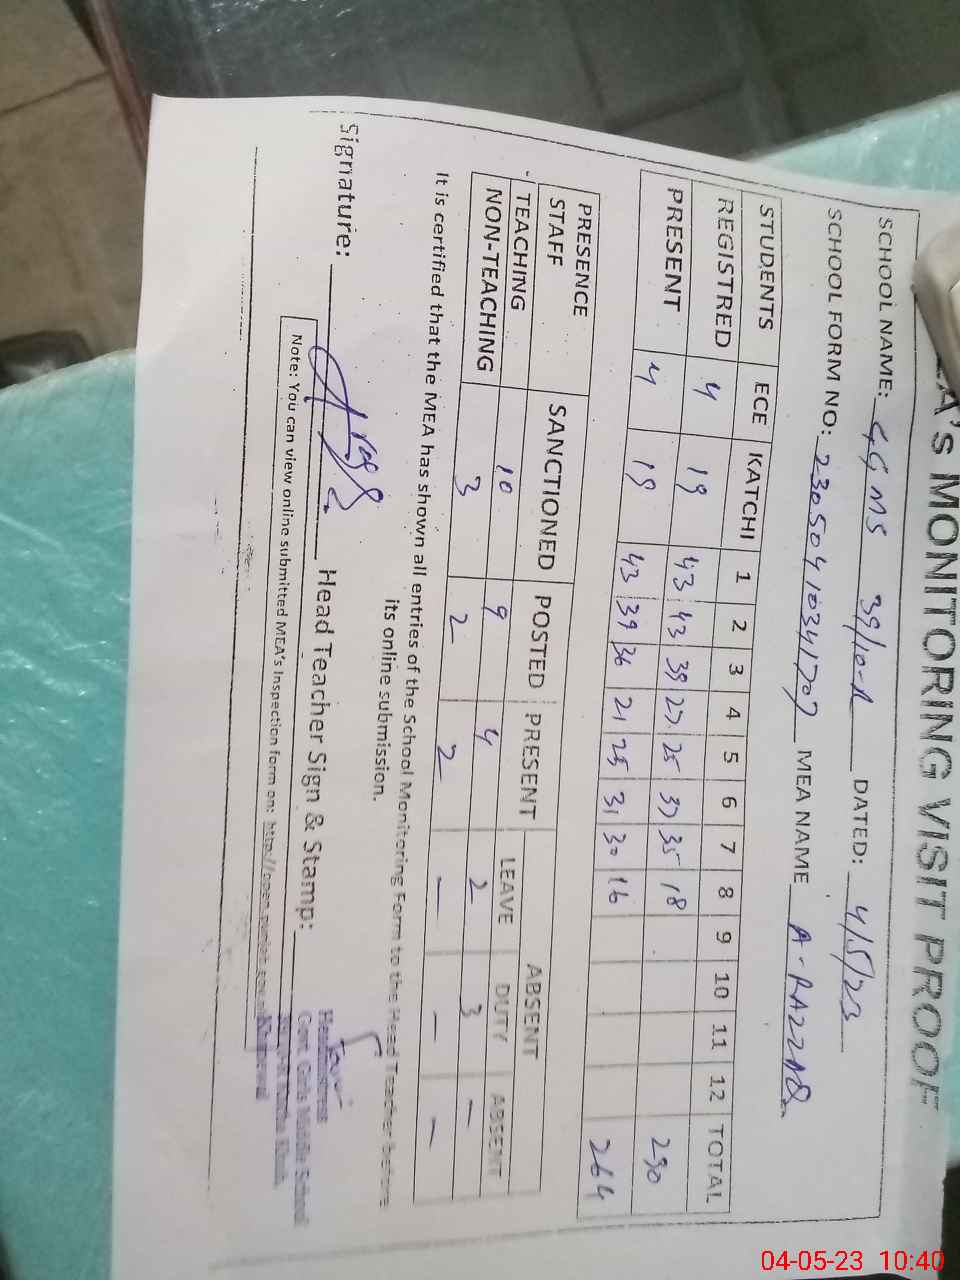 A's MONITORING VISIT PROOF
SCHOOL NAME: GGMS 39/10-R DATED: 4/5/23
SCHOOL FORM NO: 23050410341707 MEA NAME A-RAZZAQ
STUDENTS ECE KATCHI 1 2 3 4 5 6 7 8 9 10 11 12 TOTAL
REGISTRED 4 19 43 43 39 27 25 37 35 18 290
PRESENT 4 19 43 39 36 21 25 31 30 16 264
PRESENCE STAFF SANCTIONED POSTED PRESENT ABSENT
LEAVE DUTY ABSENT
TEACHING 10 9 4 2 3 -
NON-TEACHING 3 2 2 - - -
It is certified that the MEA has shown all entries of the School Monitoring Form to the Head Teacher before
its online submission.
Signature: Head Teacher Sign & Stamp:
Headmistress
Govt. Girls Middle School
Note: You can view online submitted MEA's Inspection form on:
04-05-23 10:40